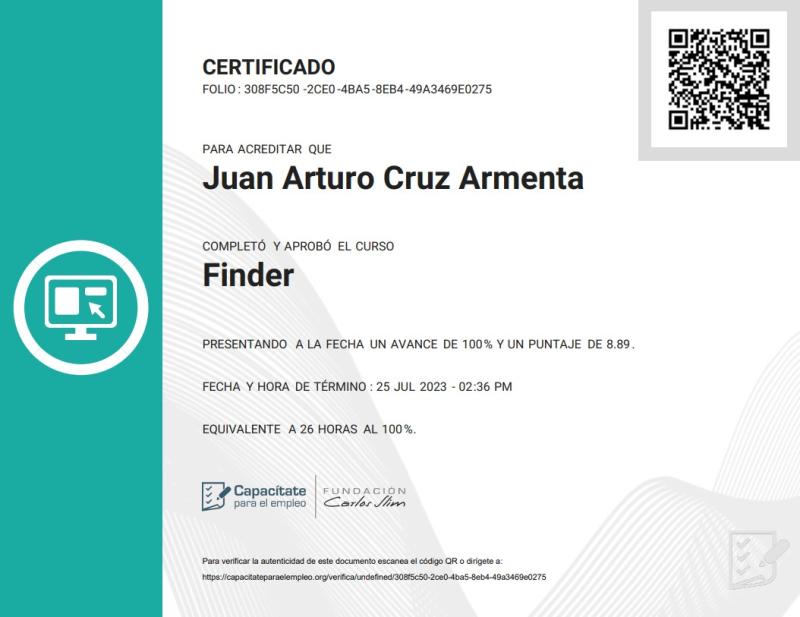 CERTIFICADO
FOLIO : 308F5C50 -2CE0-4BA5-8EB4-49A3469E0275
PARA ACREDITAR QUE
Juan Arturo Cruz Armenta
COMPLETÓ Y APROBÓ EL CURSO
Finder
PRESENTANDO A LA FECHA UN AVANCE DE 100% Y UN PUNTAJE DE 8.89.
FECHA Y HORA DE TÉRMINO : 25 JUL 2023 - 02:36 PM
EQUIVALENTE A 26 HORAS AL 100%.
Capacítate
para el empleo
FUNDACIÓN
Carlos Slim
Para verificar la autenticidad de este documento escanea el código QR o dirígete a:
https://capacitateparaelempleo.org/verifica/undefined/308f5c50-2ce0-4ba5-8eb4-49a3469e0275